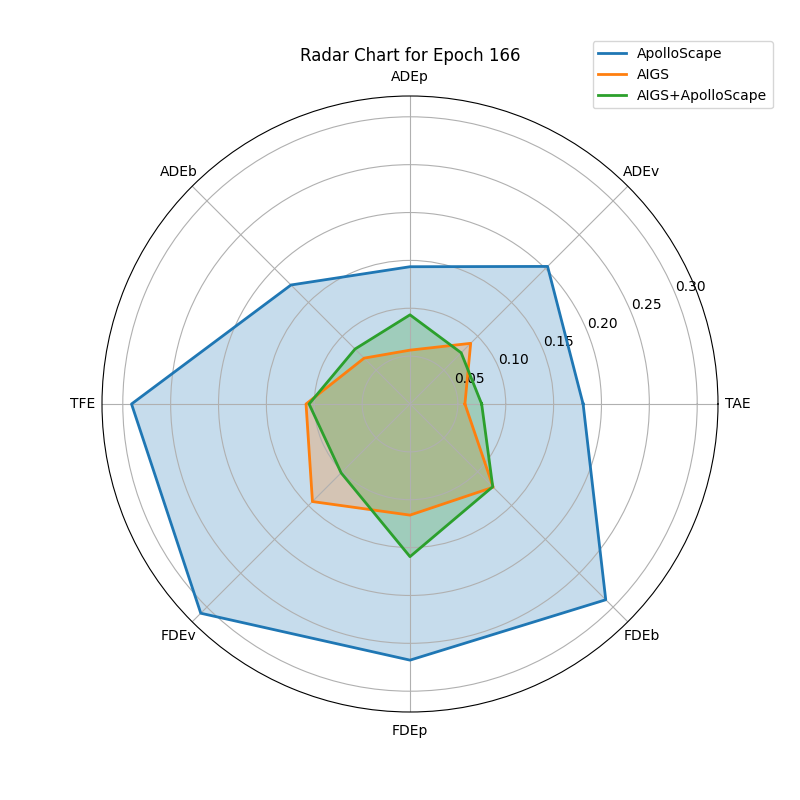 Radar Chart for Epoch 166
ApolloScape
AIGS
AIGS+ApolloScape
ADEp
ADEb
ADEv
0.30
0.25
0.20
0.15
0.10
0.05
TFE
TAE
FDEv
FDEb
FDEp